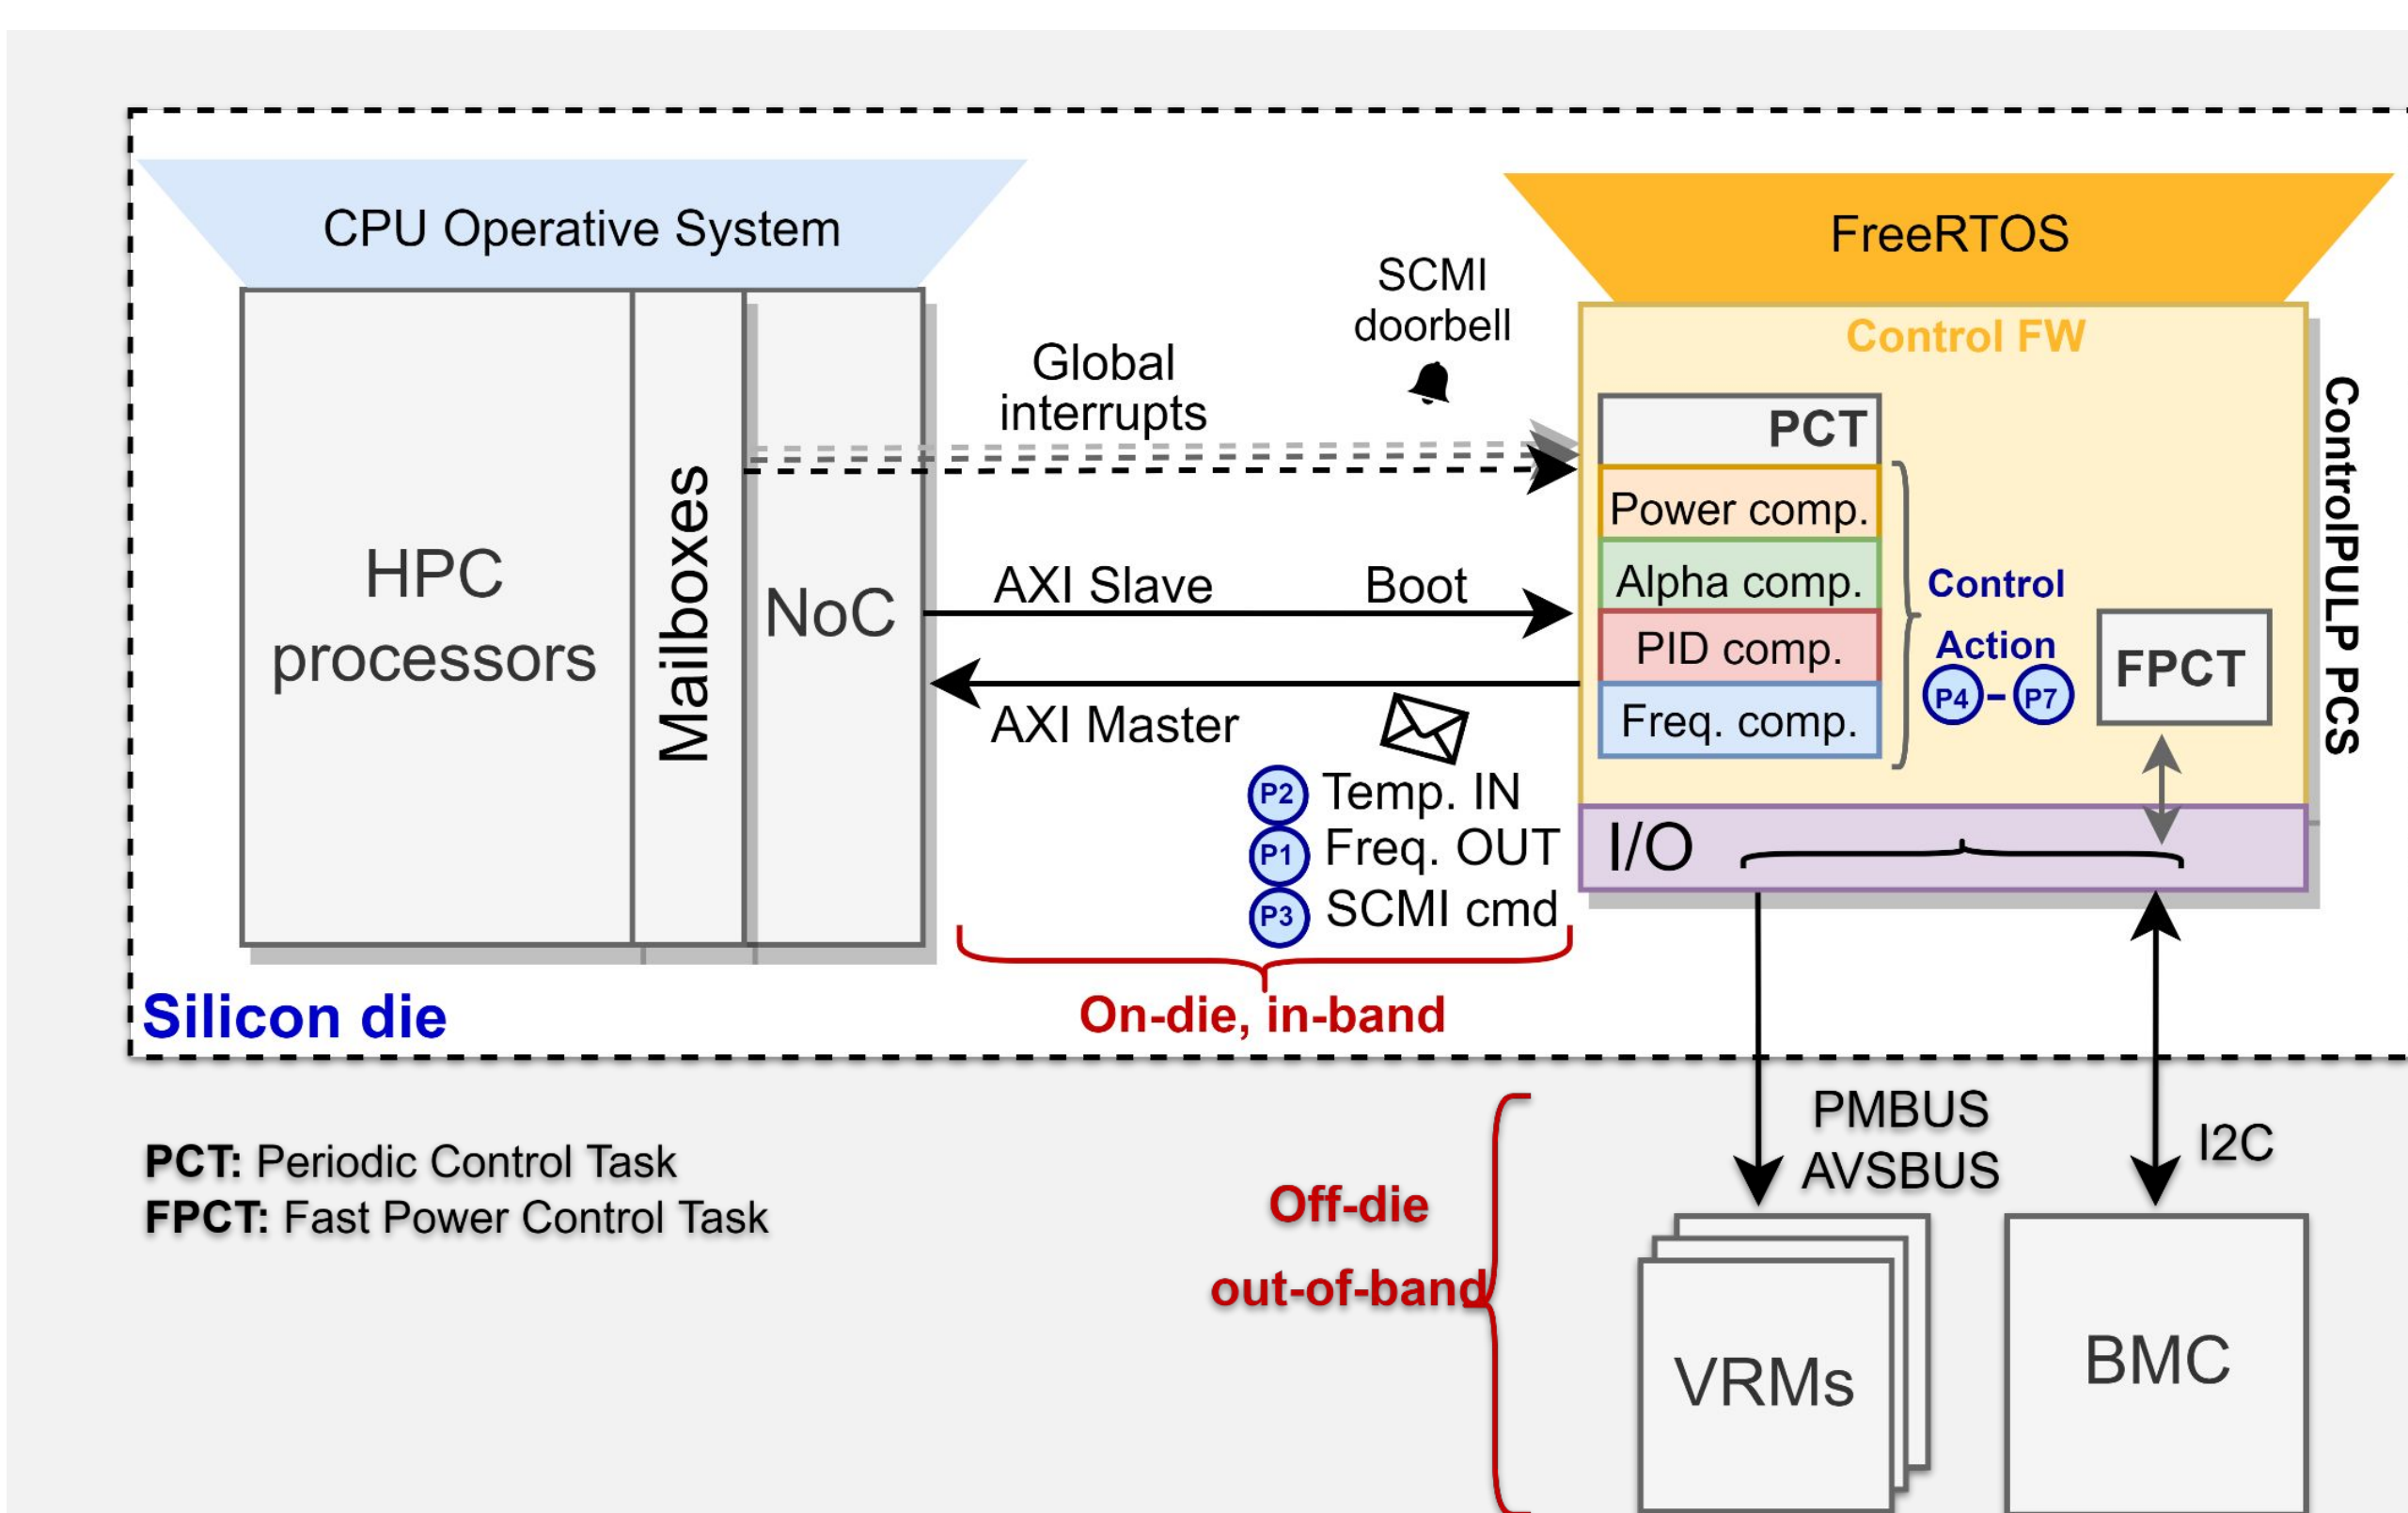 CPU Operative System
FreeRTOS
SCMI
doorbell
Global
interrupts
Control FW
PCT
Power comp.
Alpha comp.
PID comp.
Freq. comp.
Control
Action
P4 - P7
FPCT
ControlPULP PCS
HPC
processors
Mailboxes
NoC
AXI Slave
Boot
AXI Master
P2 Temp. IN
P1 Freq. OUT
P3 SCMI cmd
I/O
On-die, in-band
Silicon die
PCT: Periodic Control Task
FPCT: Fast Power Control Task
Off-die
out-of-band
PMBUS
AVSBUS
I2C
VRMs
BMC